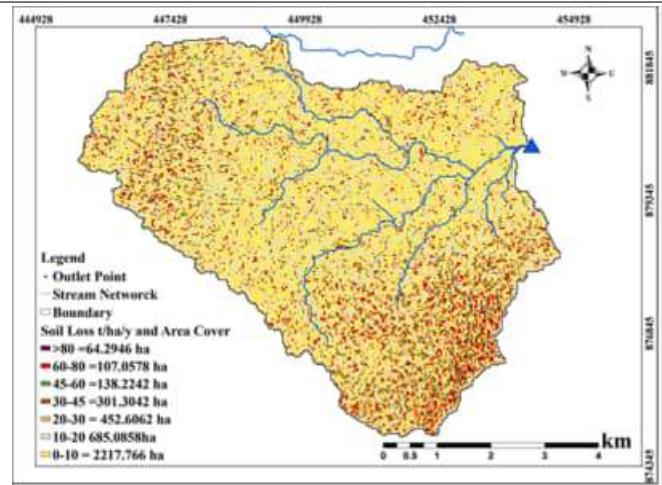 444928 447428 449928 452428 454928
N
W E
S
881845
879345
876845
874345
Legend
Outlet Point
Stream Networck
Boundary
Soil Loss t/ha/y and Area Cover
>80 =64.2946 ha
60-80 =107.0578 ha
45-60 =138.2242 ha
30-45 =301.3042 ha
20-30 = 452.6062 ha
10-20 685.0858ha
0-10 = 2217.766 ha
km
0 0.5 1 2 3 4